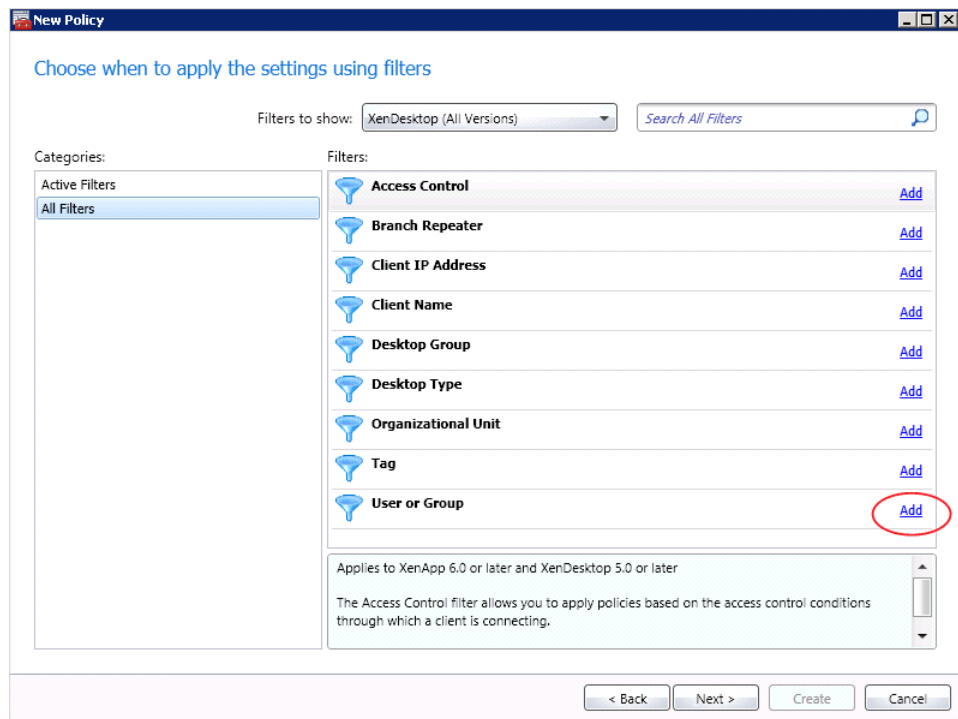 New Policy
Choose when to apply the settings using filters
Filters to show: XenDesktop (All Versions) Search All Filters
Categories:
Active Filters
All Filters
Filters:
Access Control Add
Branch Repeater Add
Client IP Address Add
Client Name Add
Desktop Group Add
Desktop Type Add
Organizational Unit Add
Tag Add
User or Group Add
Applies to XenApp 6.0 or later and XenDesktop 5.0 or later
The Access Control filter allows you to apply policies based on the access control conditions
through which a client is connecting.
< Back Next > Create Cancel